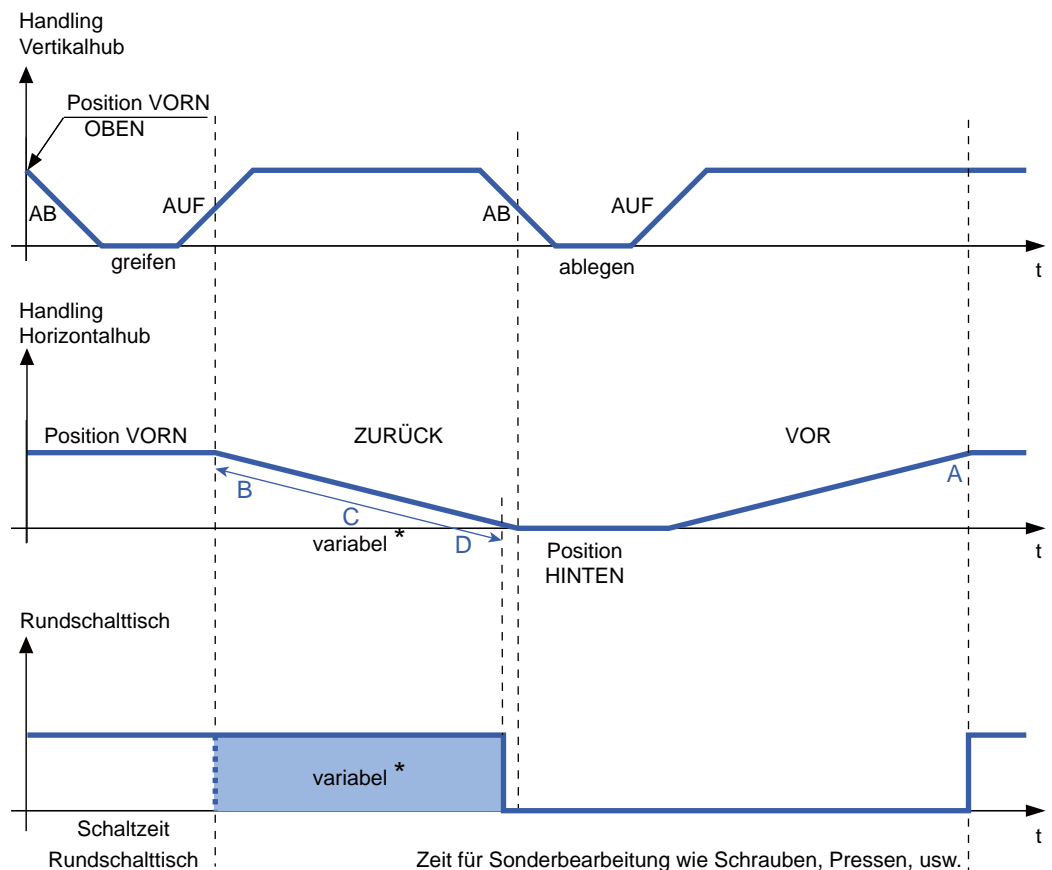 Handling
Vertikalhub
Position VORN
OBEN
AB
AUF
AB
AUF
greifen
ablegen
t
Handling
Horizontalhub
Position VORN
ZURÜCK
VOR
A
B
C
variabel *
D
Position
HINTEN
t
Rundschalttisch
variabel *
Schaltzeit
Rundschalttisch
t
Zeit für Sonderbearbeitung wie Schrauben, Pressen, usw.